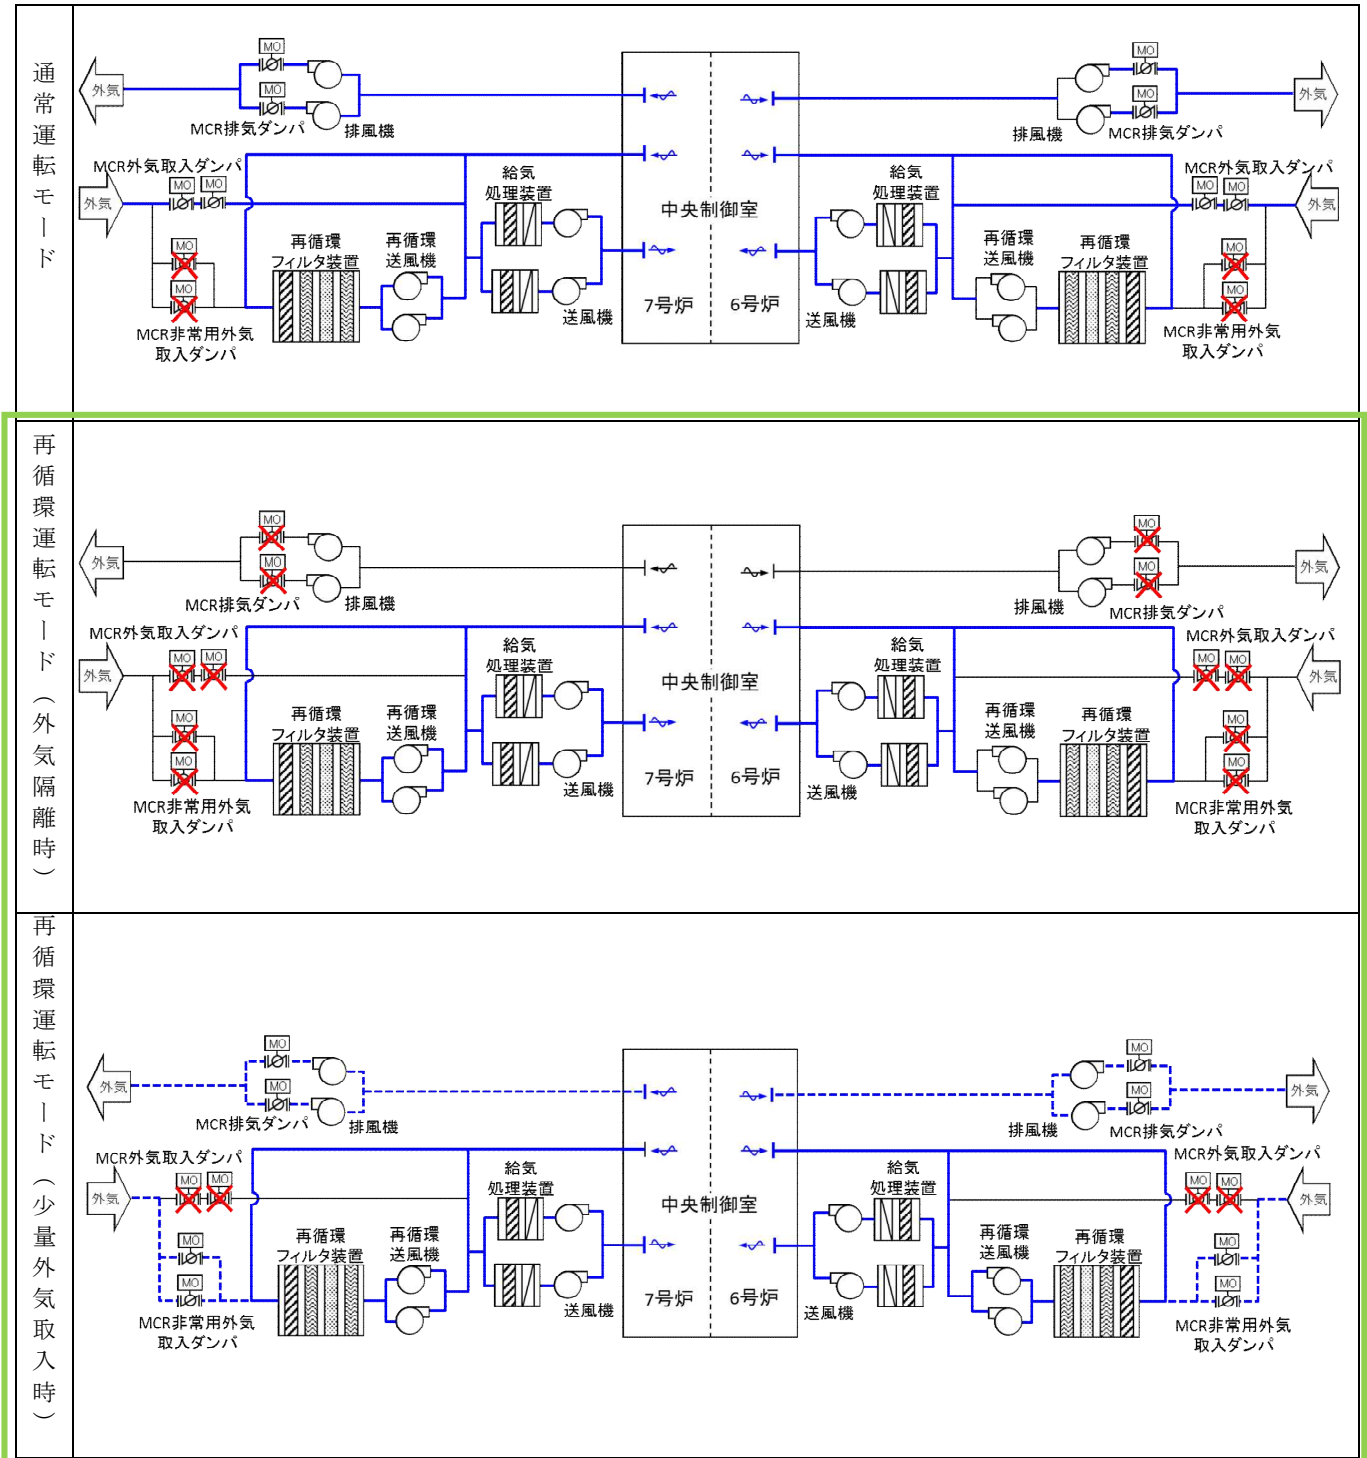 通常運転モード
MO
MO
外気
MCR排気ダンパ
排風機
MCR外気取入ダンパ
MO
MO
外気
MO
MO
MCR非常用外気
取入ダンパ
再循環
フィルタ装置
再循環
送風機
給気
処理装置
送風機
中央制御室
7号炉
6号炉
MO
MO
外気
排風機
MCR排気ダンパ
MCR外気取入ダンパ
MO
MO
外気
給気
処理装置
送風機
再循環
送風機
再循環
フィルタ装置
MO
MO
MCR非常用外気
取入ダンパ
再循環運転モード（外気隔離時）
MO
MO
外気
MCR排気ダンパ
排風機
MCR外気取入ダンパ
MO
MO
外気
MO
MO
MCR非常用外気
取入ダンパ
再循環
フィルタ装置
再循環
送風機
給気
処理装置
送風機
中央制御室
7号炉
6号炉
MO
MO
外気
排風機
MCR排気ダンパ
MCR外気取入ダンパ
MO
MO
外気
給気
処理装置
送風機
再循環
送風機
再循環
フィルタ装置
MO
MO
MCR非常用外気
取入ダンパ
再循環運転モード（少量外気取入時）
MO
MO
外気
MCR排気ダンパ
排風機
MCR外気取入ダンパ
MO
MO
外気
MO
MO
MCR非常用外気
取入ダンパ
再循環
フィルタ装置
再循環
送風機
給気
処理装置
送風機
中央制御室
7号炉
6号炉
MO
MO
外気
排風機
MCR排気ダンパ
MCR外気取入ダンパ
MO
MO
外気
給気
処理装置
送風機
再循環
送風機
再循環
フィルタ装置
MO
MO
MCR非常用外気
取入ダンパ